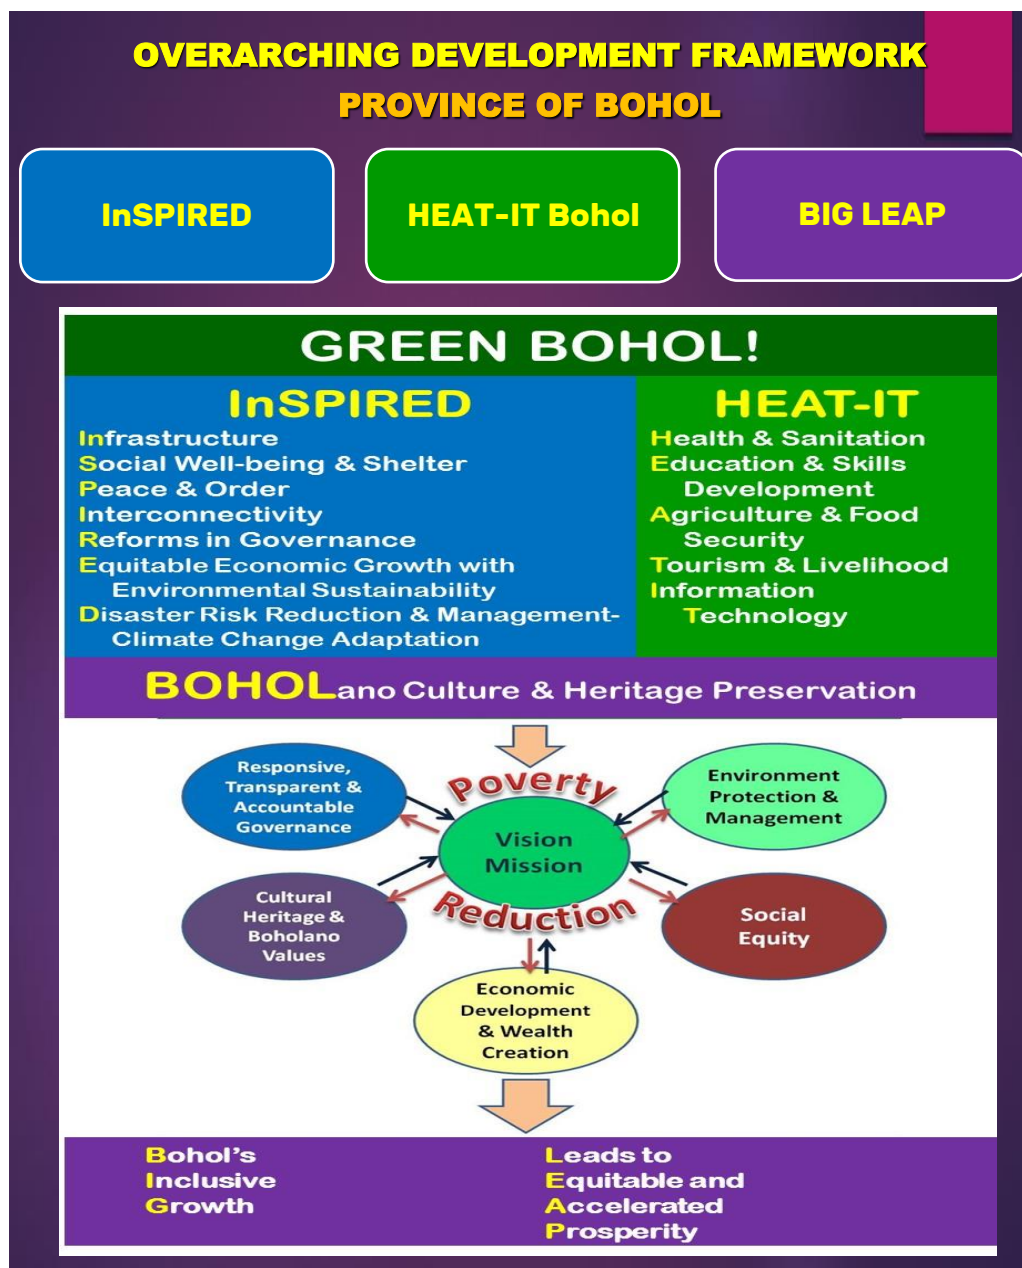 OVERARCHING DEVELOPMENT FRAMEWORK
PROVINCE OF BOHOL
InSPIRED
HEAT-IT Bohol
BIG LEAP
GREEN BOHOL!
InSPIRED
Infrastructure
Social Well-being & Shelter
Peace & Order
Interconnectivity
Reforms in Governance
Equitable Economic Growth with
Environmental Sustainability
Disaster Risk Reduction & Management-
Climate Change Adaptation
HEAT-IT
Health & Sanitation
Education & Skills
Development
Agriculture & Food
Security
Tourism & Livelihood
Information
Technology
BOHOLano Culture & Heritage Preservation
Responsive,
Transparent &
Accountable
Governance
Poverty
Vision
Mission
Reduction
Environment
Protection &
Management
Cultural
Heritage &
Boholano
Values
Social
Equity
Economic
Development
& Wealth
Creation
Bohol's
Inclusive
Growth
Leads to
Equitable and
Accelerated
Prosperity